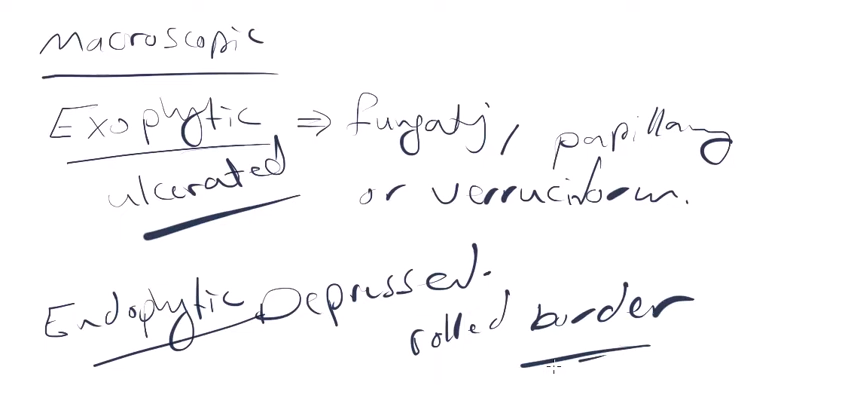 Macroscopic
Exophytic ⇒ fungatj, papillary
ulcerated or verruciform.
Endophytic Depressed.
rolled border